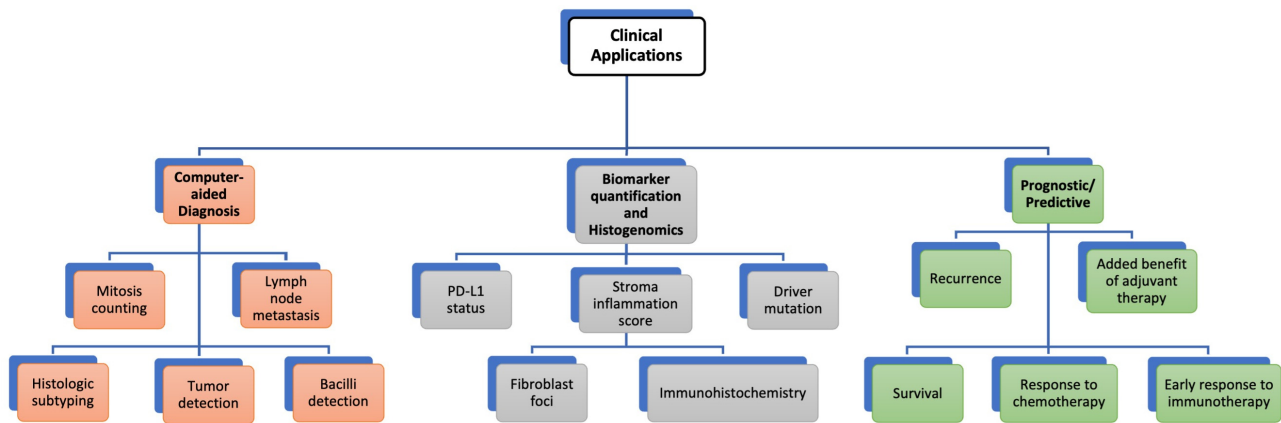 Clinical
Applications
Computer-
aided
Diagnosis
Biomarker
quantification
and
Histogenomics
Prognostic/
Predictive
Mitosis
counting
Lymph
node
metastasis
PD-L1
status
Stroma
inflammation
score
Driver
mutation
Recurrence
Added benefit
of adjuvant
therapy
Histologic
subtyping
Tumor
detection
Bacilli
detection
Fibroblast
foci
Immunohistochemistry
Survival
Response to
chemotherapy
Early response to
immunotherapy